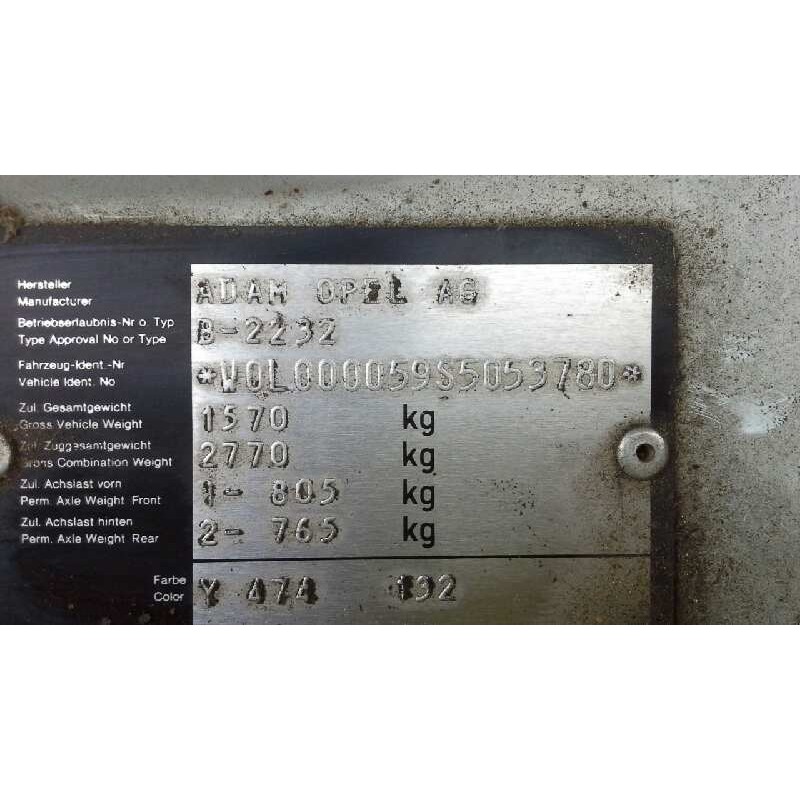 Hersteller ADAM OPEL AG
Manufacturer
Betriebserlaubnis-Nr o. Typ B-2232
Type Approval No or Type
Fahrzeug-Ident.-Nr *W0L000059S5053780*
Vehicle Ident. No
Zul. Gesamtgewicht 1570 kg
Gross Vehicle Weight
Zul. Zuggesamtgewicht 2770 kg
Gross Combination Weight
Zul. Achslast vorn 1- 805 kg
Perm. Axle Weight Front
Zul. Achslast hinten 2- 765 kg
Perm. Axle Weight Rear
Farbe Y 474 192
Color